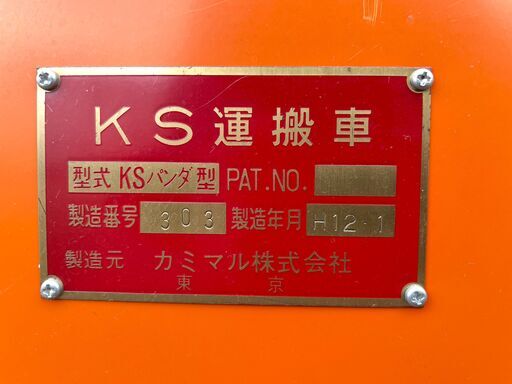 KS運搬車
型式 KSパンダ型 PAT.NO.
製造番号 303 製造年月 H12.1
製造元 カミマル株式会社
東京